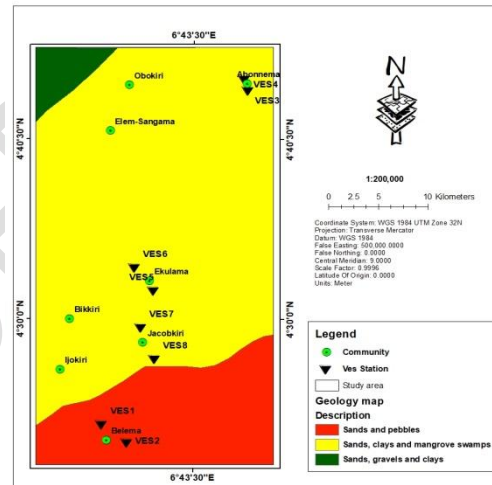 6°43'30"E
Obokiri
Abonnema
VES4
VES3
Elem-Sangama
4°40'30"N
4°40'30"N
N
1:200,000
0 2.5 5 10 Kilometers
Coordinate System: WGS 1984 UTM Zone 32N
Projection: Transverse Mercator
Datum: WGS 1984
False Easting: 500,000.0000
False Northing: 0.0000
Central Meridian: 9.0000
Scale Factor: 0.9996
Latitude Of Origin: 0.0000
Units: Meter
VES6
VES5
Ekulama
Bikkiri
VES7
4°30'0"N
4°30'0"N
Jacobkiri
VES8
Ijokiri
VES1
Belema
VES2
6°43'30"E
Legend
Community
Ves Station
Study area
Geology map
Description
Sands and pebbles
Sands, clays and mangrove swamps
Sands, gravels and clays